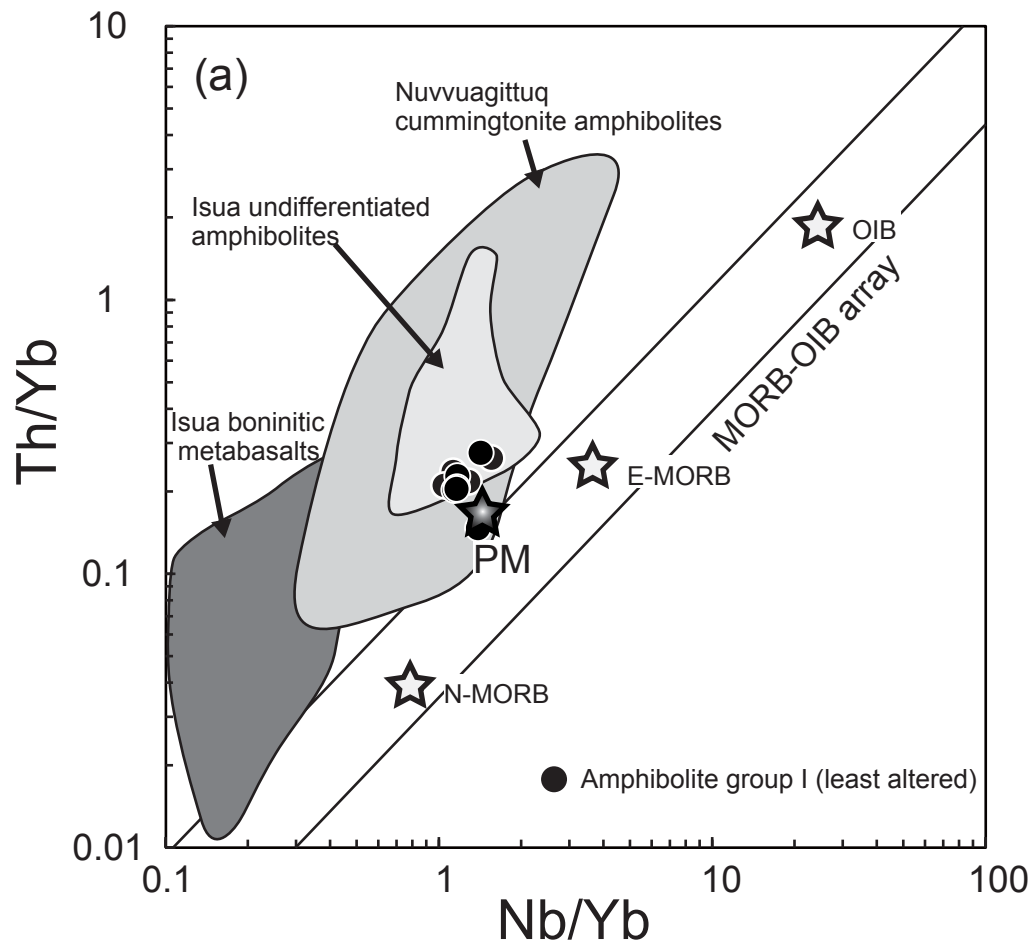 10
(a)
Nuvvuagittuq
cummingtonite amphibolites
Isua undifferentiated
amphibolites
OIB
1
MORB-OIB array
Th/Yb
Isua boninitic
metabasalts
E-MORB
PM
0.1
N-MORB
Amphibolite group I (least altered)
0.01
0.1
1
10
100
Nb/Yb